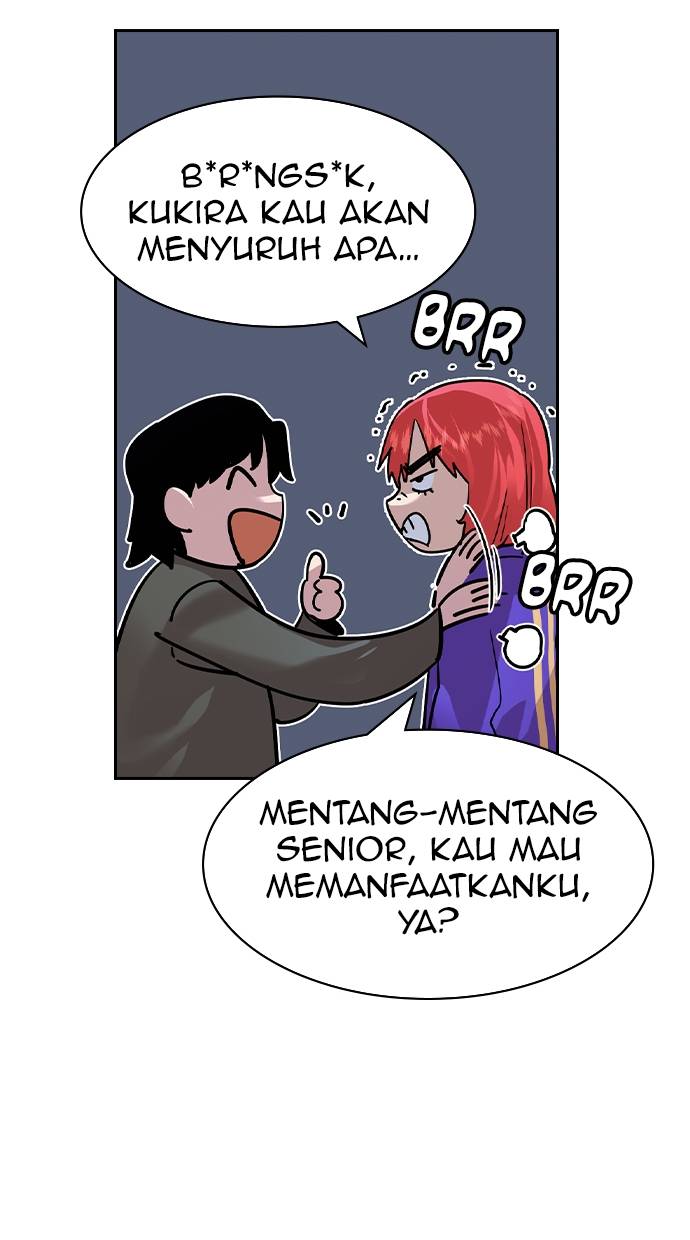 B*R*NGS*K,
KUKIRA KAU AKAN
MENYURUH APA...
BRR
BRR
MENTANG-MENTANG
SENIOR, KAU MAU
MEMANFAATKANKU,
YA?